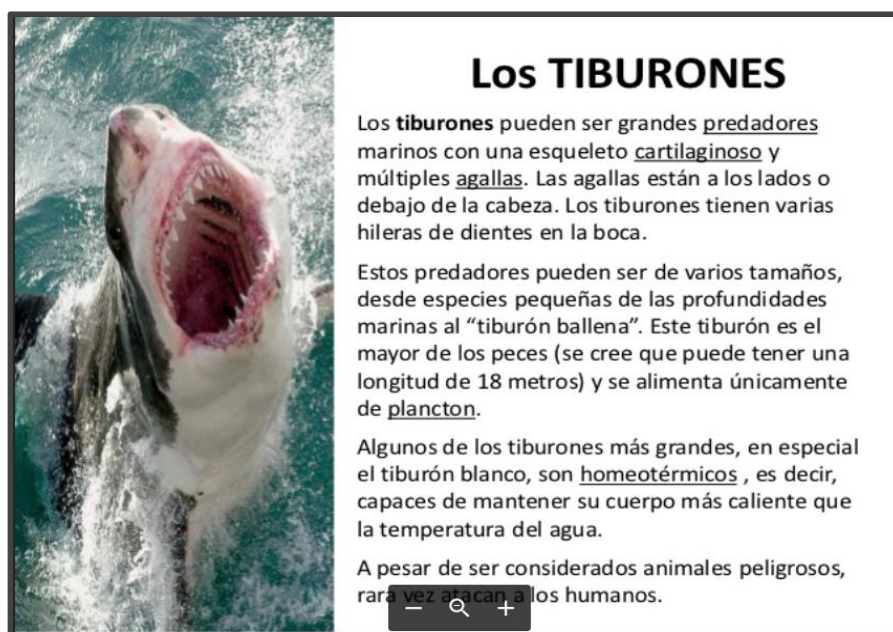 Los TIBURONES
Los tiburones pueden ser grandes predadores
marinos con una esqueleto cartilaginoso y
múltiples agallas. Las agallas están a los lados o
debajo de la cabeza. Los tiburones tienen varias
hileras de dientes en la boca.
Estos predadores pueden ser de varios tamaños,
desde especies pequeñas de las profundidades
marinas al “tiburón ballena”. Este tiburón es el
mayor de los peces (se cree que puede tener una
longitud de 18 metros) y se alimenta únicamente
de plancton.
Algunos de los tiburones más grandes, en especial
el tiburón blanco, son homeotérmicos , es decir,
capaces de mantener su cuerpo más caliente que
la temperatura del agua.
A pesar de ser considerados animales peligrosos,
rara vez atacan a los humanos.